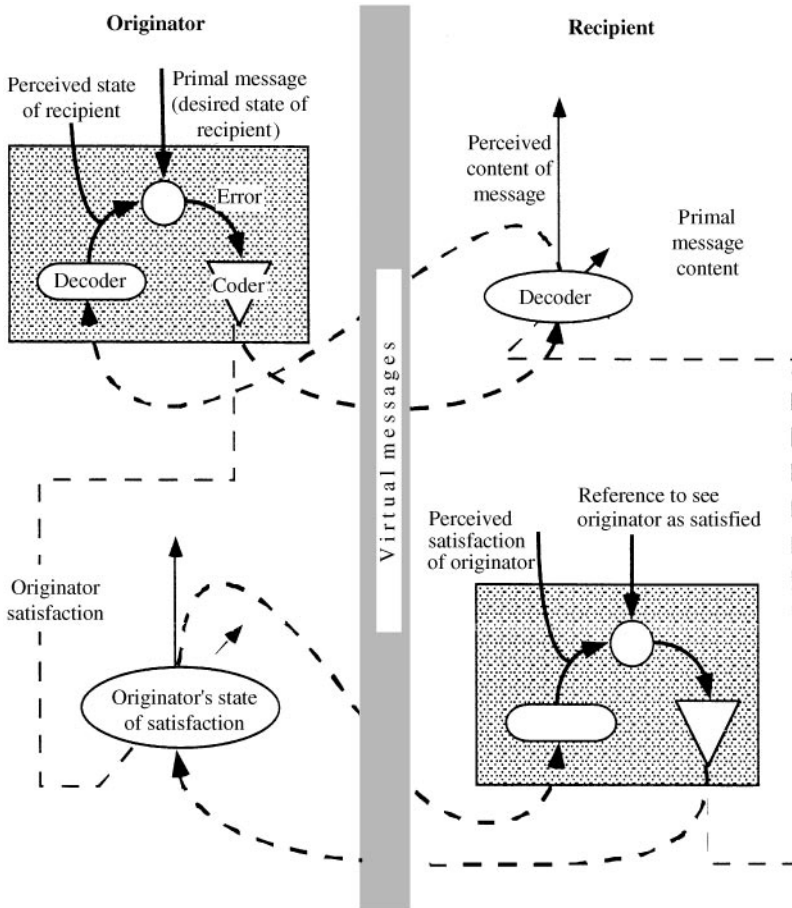 Originator
Recipient
Perceived state
of recipient
Primal message
(desired state of
recipient)
Error
Decoder
Coder
Perceived
content of
message
Primal
message
content
Decoder
Virtual messages
Originator
satisfaction
Originator's state
of satisfaction
Perceived
satisfaction
of originator
Reference to see
originator as satisfied